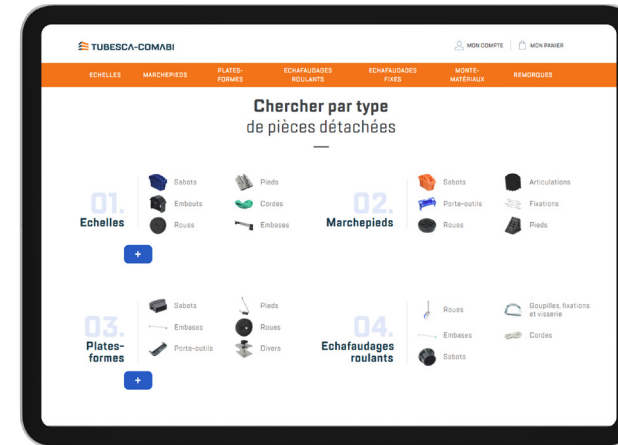 TUBESCA-COMABI
MON COMPTE
MON PANIER
ECHELLES
MARCHEPIEDS
PLATES-
FORMES
ECHAFAUDAGES
ROULANTS
ECHAFAUDAGES
FIXES
MONTE-
MATÉRIAUX
REMORQUES
Chercher par type
de pièces détachées
01.
Echelles
Sabots
Embouts
Roues
Pieds
Cordes
Embases
+
02.
Marchepieds
Sabots
Porte-outils
Roues
Articulations
Fixations
Pieds
03.
Plates-
formes
Sabots
Embases
Porte-outils
Pieds
Roues
Divers
+
04.
Echafaudages
roulants
Roues
Embases
Sabots
Goupilles, fixations
et visserie
Cordes